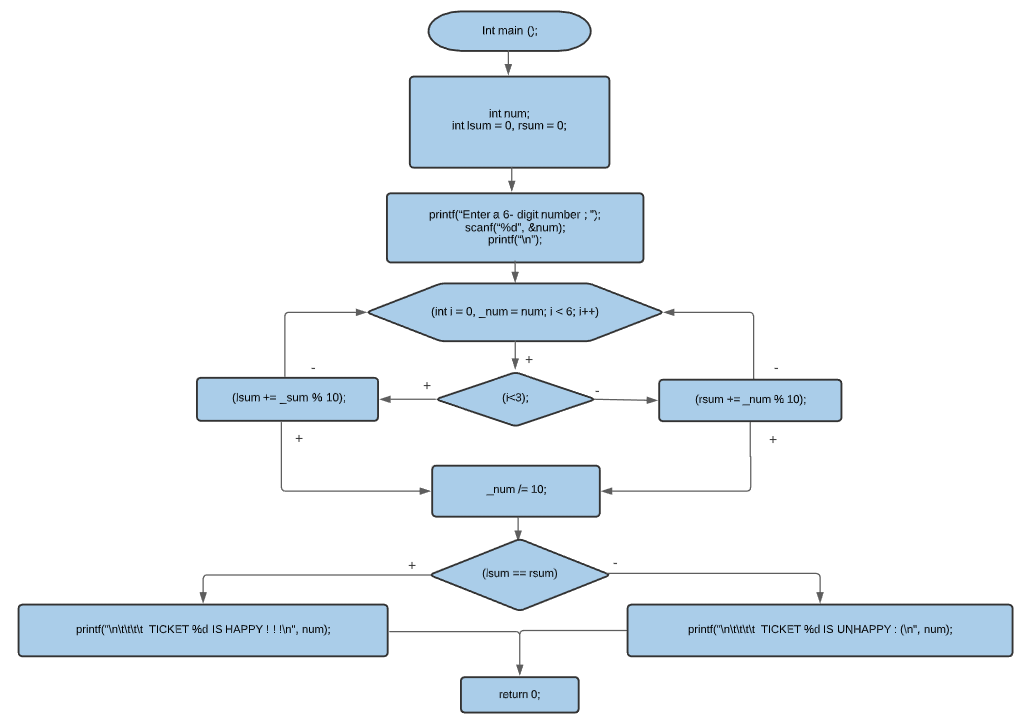 Int main ();
int num;
int lsum = 0, rsum = 0;
printf(“Enter a 6- digit number ; ”);
scanf(“%d”, &num);
printf(“\n”);
(int i = 0, _num = num; i < 6; i++)
-
-
+
+
-
(lsum += _sum % 10);
(i<3);
(rsum += _num % 10);
+
+
_num /= 10;
+
-
(lsum == rsum)
printf("\n\t\t\t\t  TICKET %d IS HAPPY ! ! !\n", num);
printf("\n\t\t\t\t  TICKET %d IS UNHAPPY : (\n", num);
return 0;